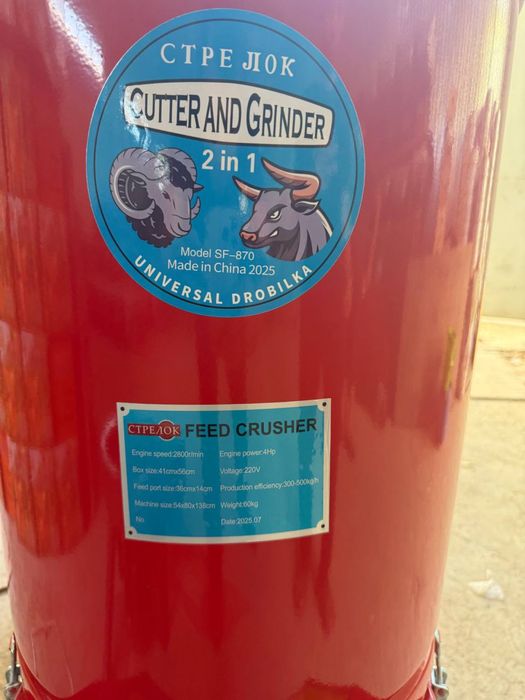 СТРЕЛОК
CUTTER AND GRINDER
2 in 1
Model SF-870
Made in China 2025
UNIVERSAL DROBILKA
СТРЕЛОК FEED CRUSHER
Engine speed:2800r/min Engine power:4Hp
Box size:41cmx56cm Voltage:220V
Feed port size:36cmx14cm Production efficiency:300-500kg/h
Machine size:54x80x138cm Weight:60kg
No Date:2025.07